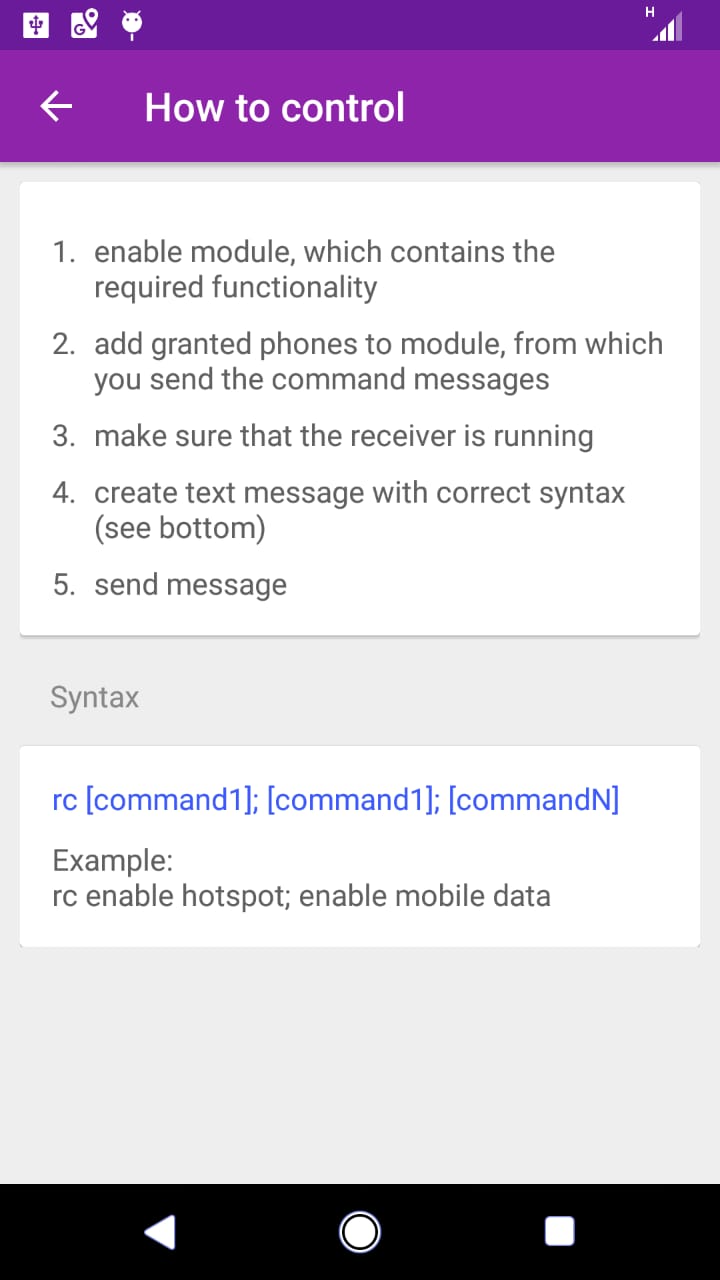 H
How to control
1. enable module, which contains the
required functionality
2. add granted phones to module, from which
you send the command messages
3. make sure that the receiver is running
4. create text message with correct syntax
(see bottom)
5. send message
Syntax
rc [command1]; [command1]; [commandN]
Example:
rc enable hotspot; enable mobile data